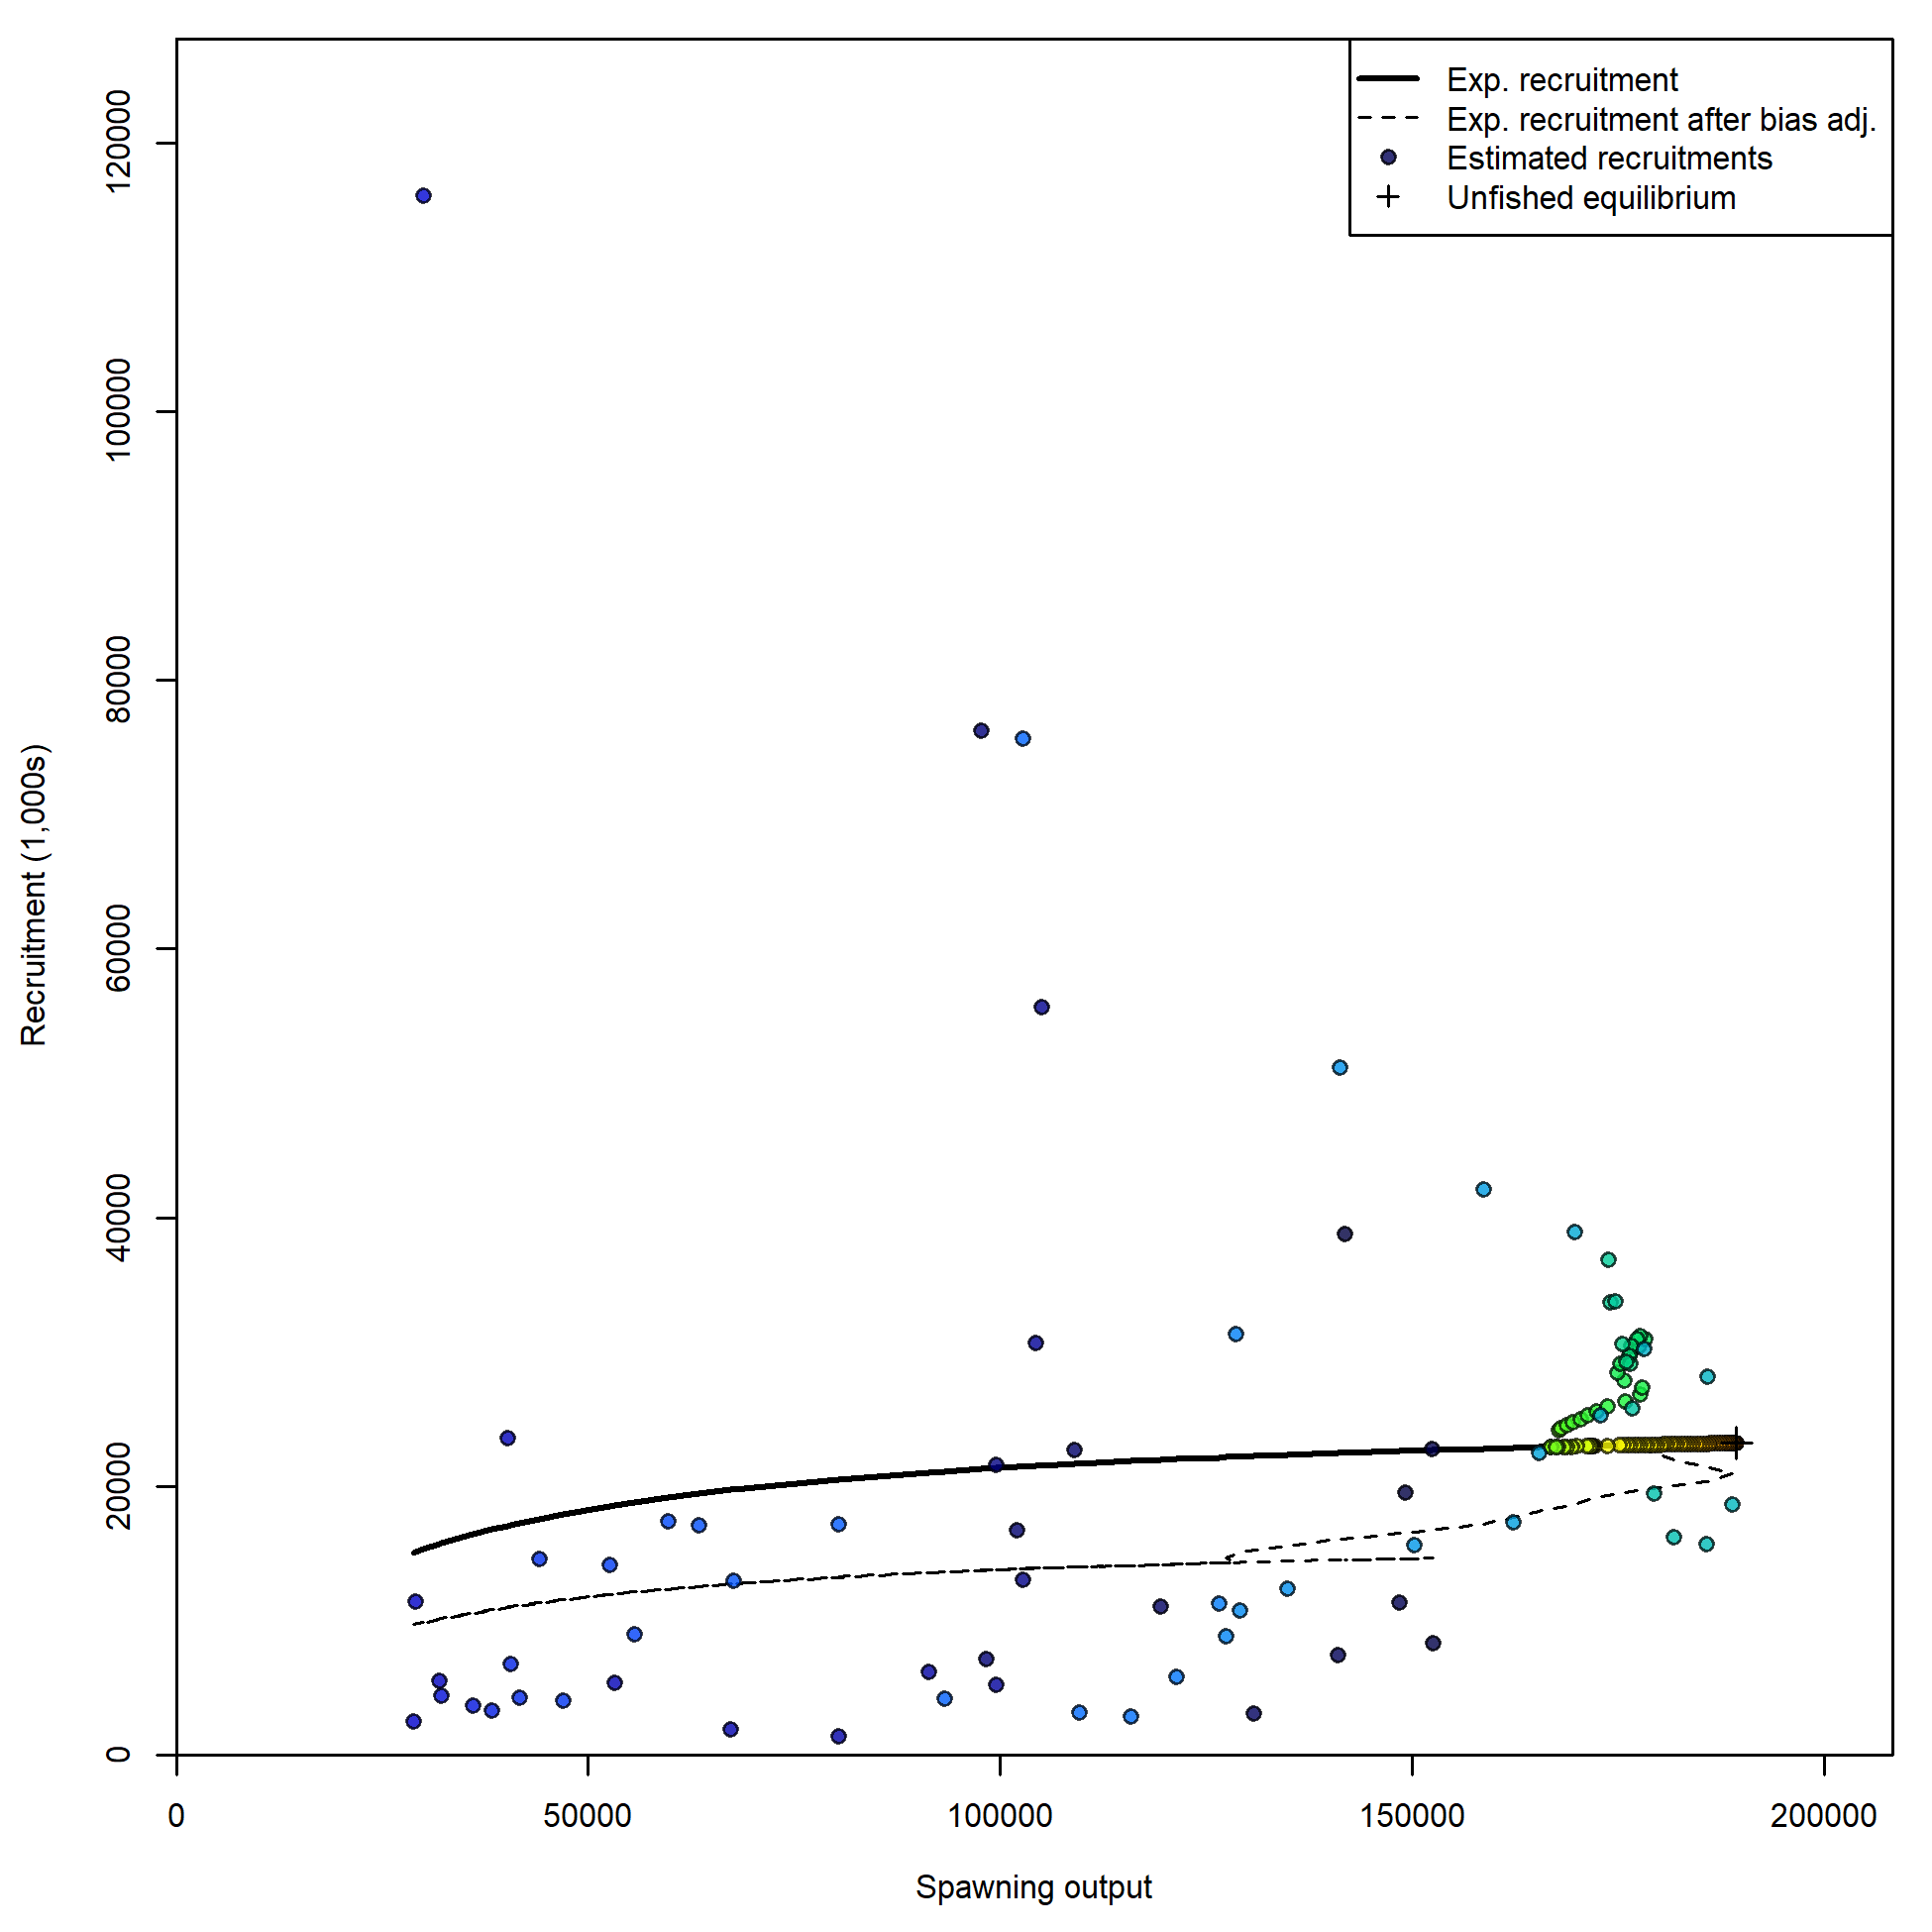 Exp. recruitment
Exp. recruitment after bias adj.
Estimated recruitments
Unfished equilibrium
120000
100000
80000
60000
40000
20000
0
Recruitment (1,000s)
0 50000 100000 150000 200000
Spawning output